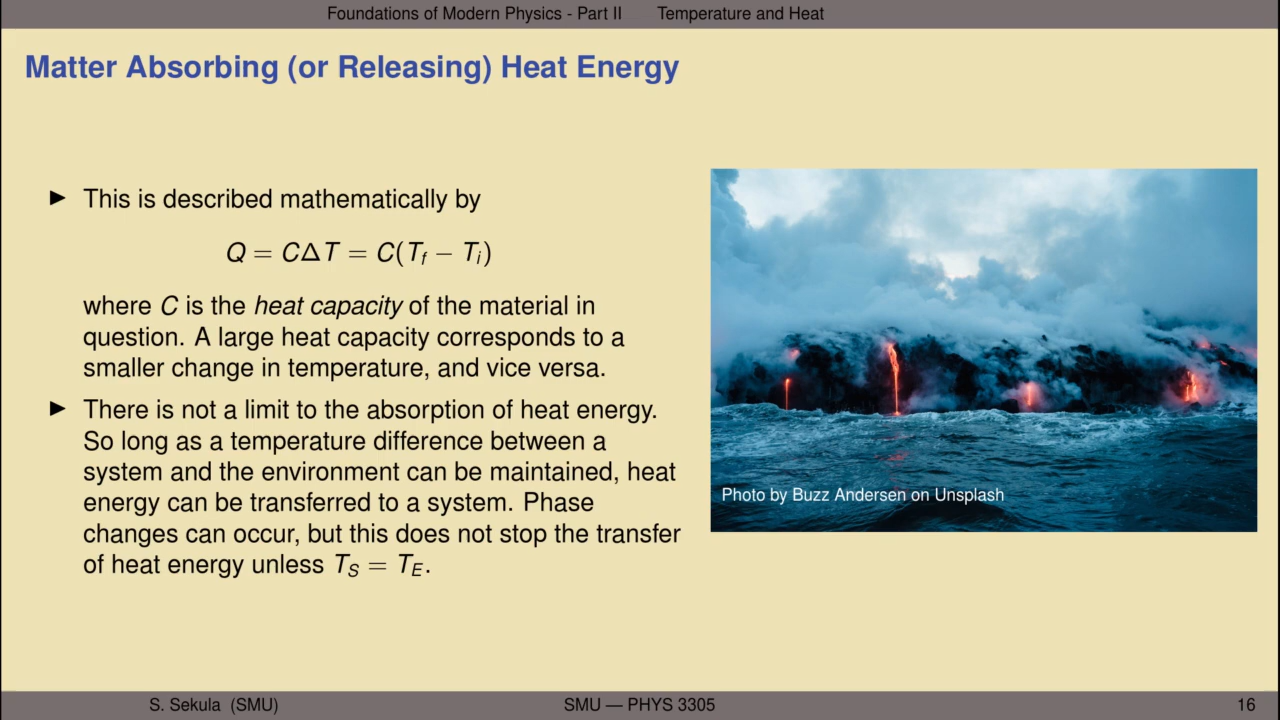 Foundations of Modern Physics - Part II Temperature and Heat
Matter Absorbing (or Releasing) Heat Energy
▶ This is described mathematically by
Q = CΔT = C(T_f − T_i)
where C is the heat capacity of the material in
question. A large heat capacity corresponds to a
smaller change in temperature, and vice versa.
▶ There is not a limit to the absorption of heat energy.
So long as a temperature difference between a
system and the environment can be maintained, heat
energy can be transferred to a system. Phase
changes can occur, but this does not stop the transfer
of heat energy unless T_S = T_E.
Photo by Buzz Andersen on Unsplash
S. Sekula (SMU) SMU — PHYS 3305 16